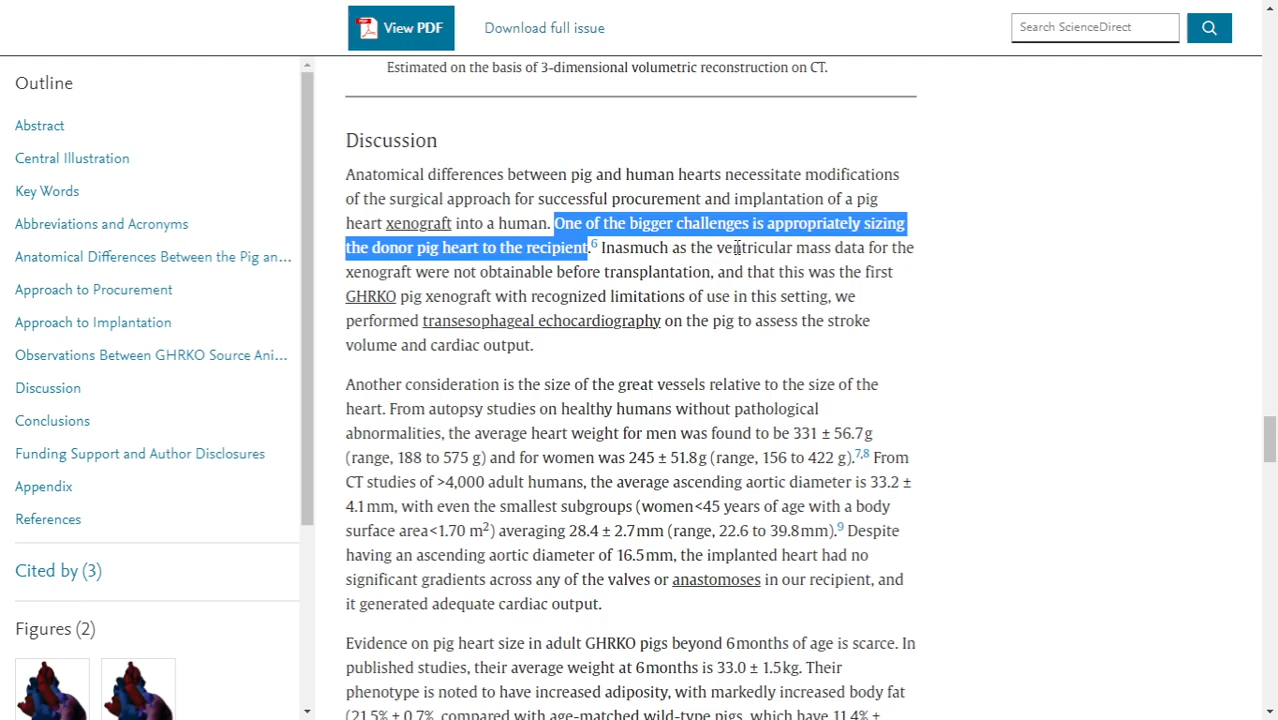 View PDF
Download full issue
Search ScienceDirect
Outline
Abstract
Central Illustration
Key Words
Abbreviations and Acronyms
Anatomical Differences Between the Pig an...
Approach to Procurement
Approach to Implantation
Observations Between GHRKO Source Ani...
Discussion
Conclusions
Funding Support and Author Disclosures
Appendix
References
Cited by (3)
Figures (2)
Estimated on the basis of 3-dimensional volumetric reconstruction on CT.
Discussion
Anatomical differences between pig and human hearts necessitate modifications
of the surgical approach for successful procurement and implantation of a pig
heart xenograft into a human. One of the bigger challenges is appropriately sizing
the donor pig heart to the recipient.6 Inasmuch as the ventricular mass data for the
xenograft were not obtainable before transplantation, and that this was the first
GHRKO pig xenograft with recognized limitations of use in this setting, we
performed transesophageal echocardiography on the pig to assess the stroke
volume and cardiac output.
Another consideration is the size of the great vessels relative to the size of the
heart. From autopsy studies on healthy humans without pathological
abnormalities, the average heart weight for men was found to be 331 ± 56.7 g
(range, 188 to 575 g) and for women was 245 ± 51.8 g (range, 156 to 422 g).7,8 From
CT studies of >4,000 adult humans, the average ascending aortic diameter is 33.2 ±
4.1 mm, with even the smallest subgroups (women<45 years of age with a body
surface area<1.70 m2) averaging 28.4 ± 2.7 mm (range, 22.6 to 39.8 mm).9 Despite
having an ascending aortic diameter of 16.5 mm, the implanted heart had no
significant gradients across any of the valves or anastomoses in our recipient, and
it generated adequate cardiac output.
Evidence on pig heart size in adult GHRKO pigs beyond 6 months of age is scarce. In
published studies, their average weight at 6 months is 33.0 ± 1.5 kg. Their
phenotype is noted to have increased adiposity, with markedly increased body fat
(21.5% ± 0.7%, compared with age-matched wild-type pigs, which have 11.4% ±